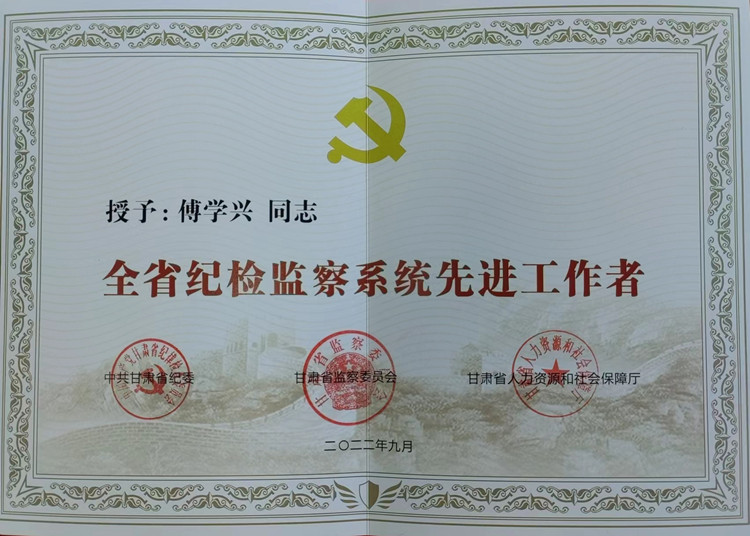 授予：傅学兴 同志
全省纪检监察系统先进工作者
中共甘肃省纪委 甘肃省监察委员会 甘肃省人力资源和社会保障厅
二〇二二年九月